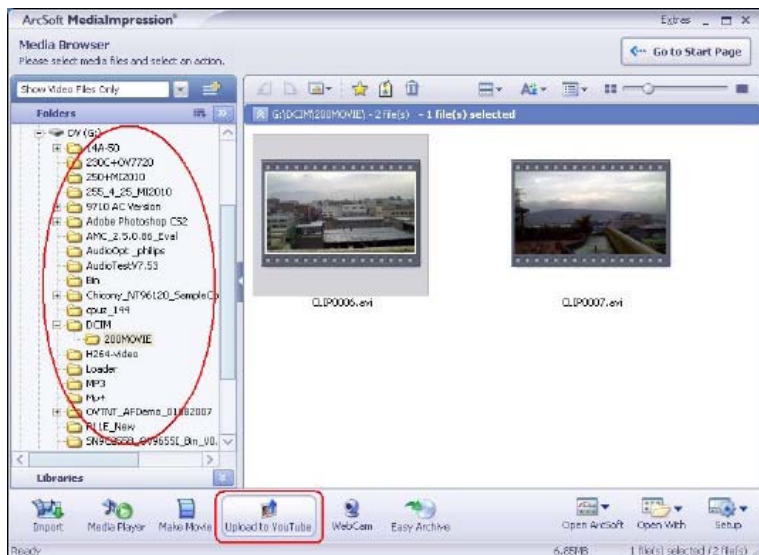 ArcSoft MediaImpression®
Extras
Media Browser
Please select media files and select an action.
Go to Start Page
Show Video Files Only
Folders
G:\DCIM\200MOVIE\ - 2 file(s) - 1 file(s) selected
DV (G:)
14A-50
230C+OV7720
250+MI2010
255_4_25_MI2010
9710 AC Version
Adobe Photoshop CS2
AMC_2.5.0.86_Eval
AudioOpt_philips
AudioTestV7.53
Bin
Chicony_NT96120_SampleCo
cpuz_144
DCIM
200MOVIE
H264-video
Loader
MP3
Mp4
OVTNT_AFDemo_01082007
CLIP0006.avi
CLIP0007.avi
Libraries
Import
Media Player
Make Movie
Upload to YouTube
WebCam
Easy Archive
Open ArcSoft
Open With
Setup
Ready
6.85MB
1 file(s) selected / 2 file(s)